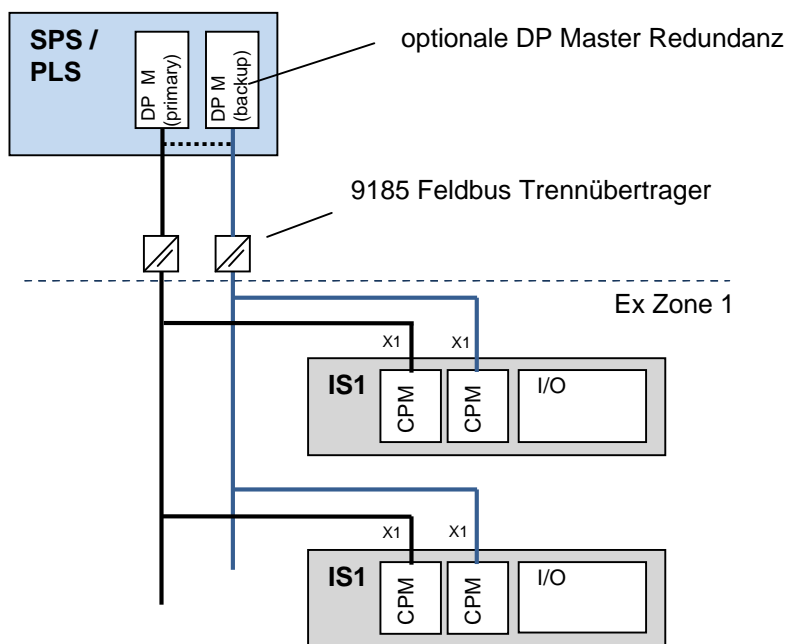 SPS /
PLS
DP M
(primary)
DP M
(backup)
optionale DP Master Redundanz
9185 Feldbus Trennübertrager
Ex Zone 1
X1
X1
IS1
CPM
CPM
I/O
X1
X1
IS1
CPM
CPM
I/O